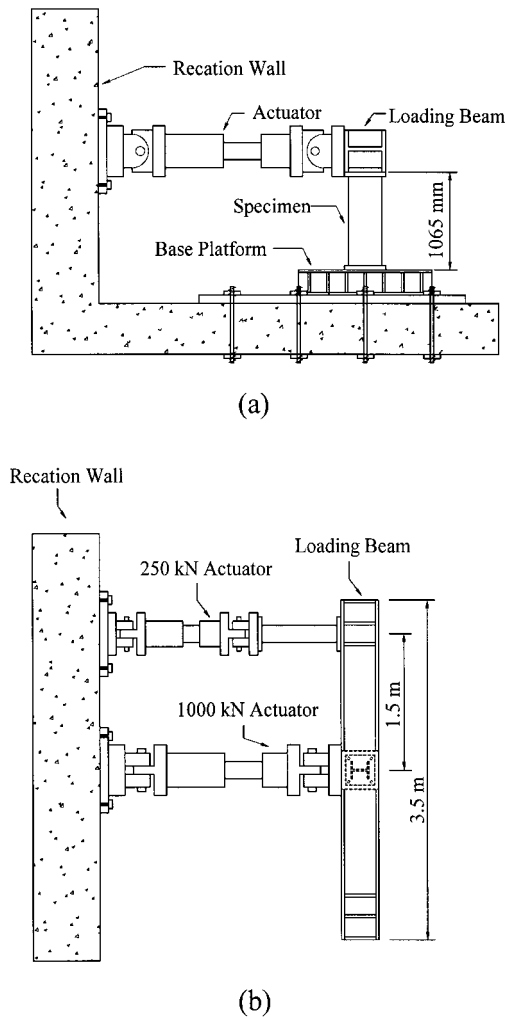 Recation Wall
Actuator
Loading Beam
Specimen
Base Platform
1065 mm
(a)
Recation Wall
Loading Beam
250 kN Actuator
1000 kN Actuator
1.5 m
3.5 m
(b)